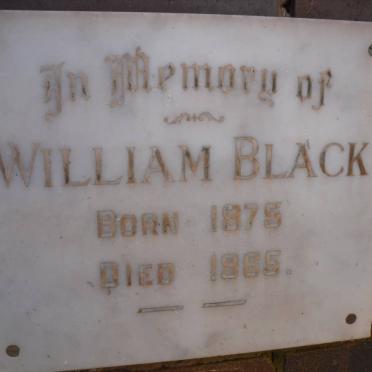 In Memory of
WILLIAM BLACK
BORN 1875
DIED 1965.